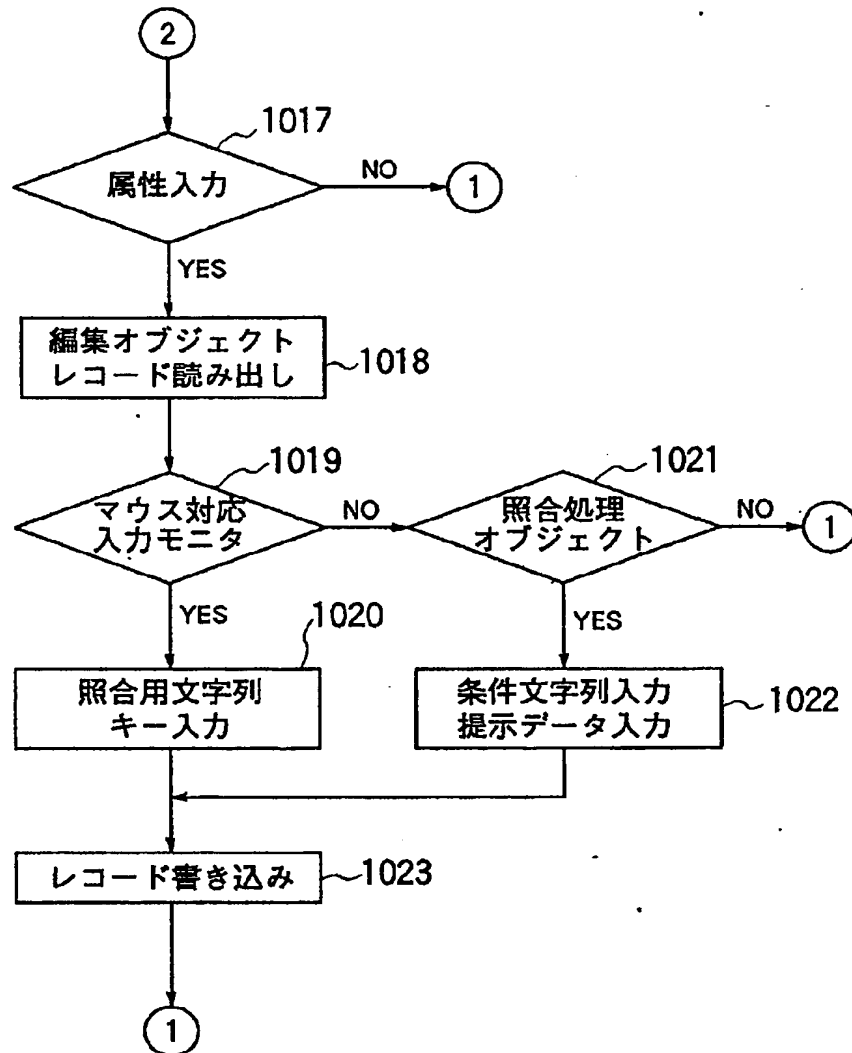 2
1017
属性入力
NO
1
YES
編集オブジェクト
レコード読み出し
1018
1019
マウス対応
入力モニタ
NO
1021
照合処理
オブジェクト
NO
1
YES
1020
照合用文字列
キー入力
YES
条件文字列入力
提示データ入力
1022
レコード書き込み
1023
1